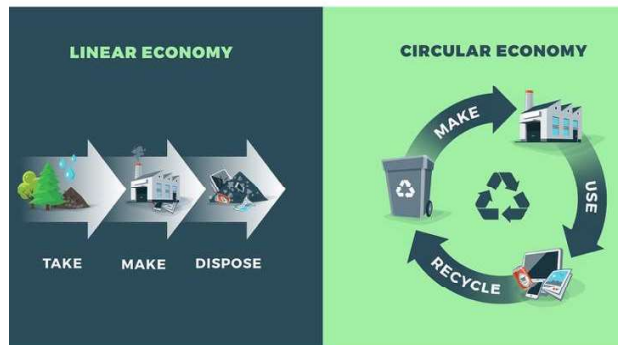 LINEAR ECONOMY
TAKE
MAKE
DISPOSE
CIRCULAR ECONOMY
MAKE
USE
RECYCLE